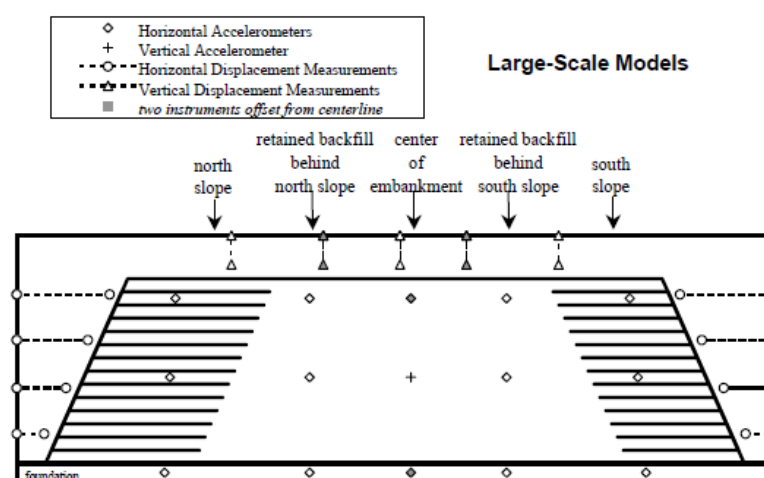 Horizontal Accelerometers
Vertical Accelerometer
Horizontal Displacement Measurements
Vertical Displacement Measurements
two instruments offset from centerline
Large-Scale Models
north
slope
retained backfill
behind
north slope
center
of
embankment
retained backfill
behind
south slope
south
slope
foundation